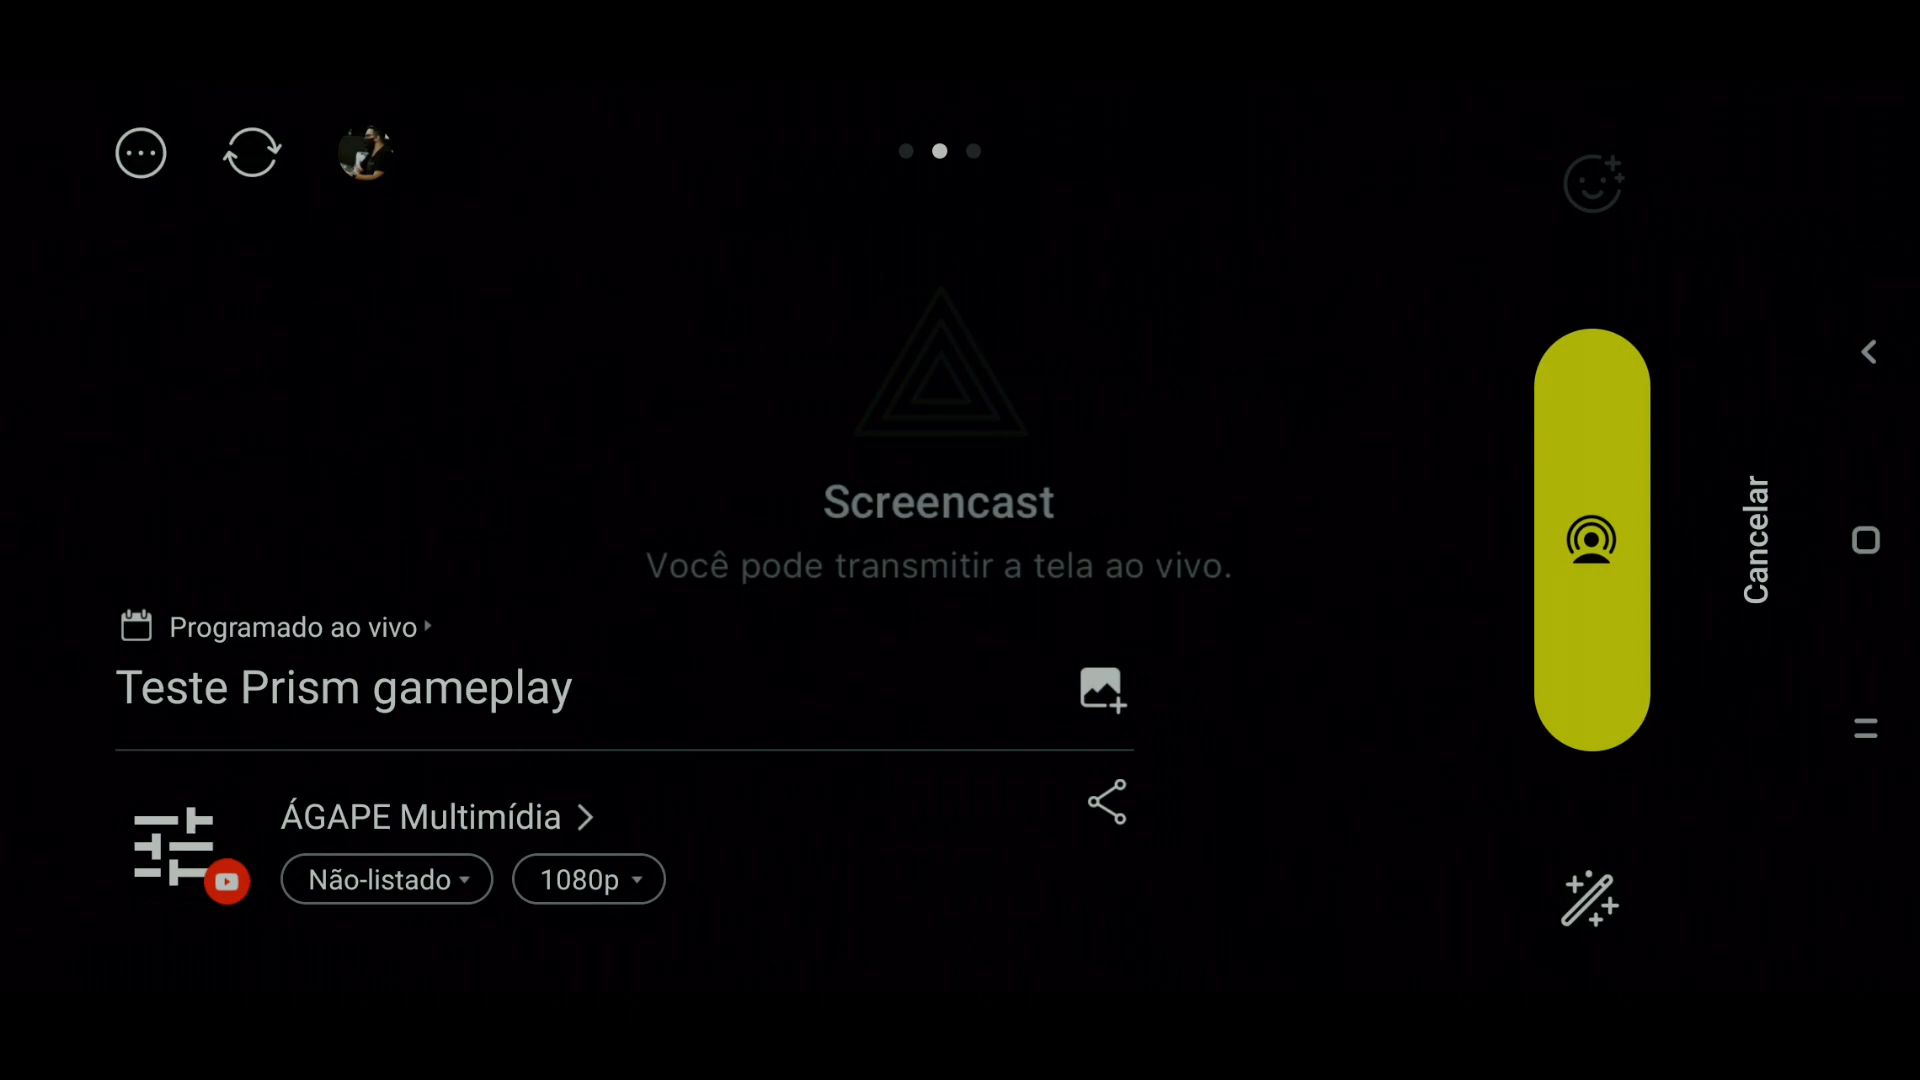 Screencast
Você pode transmitir a tela ao vivo.
Programado ao vivo
Teste Prism gameplay
ÁGAPE Multimídia
Não-listado
1080p
Cancelar